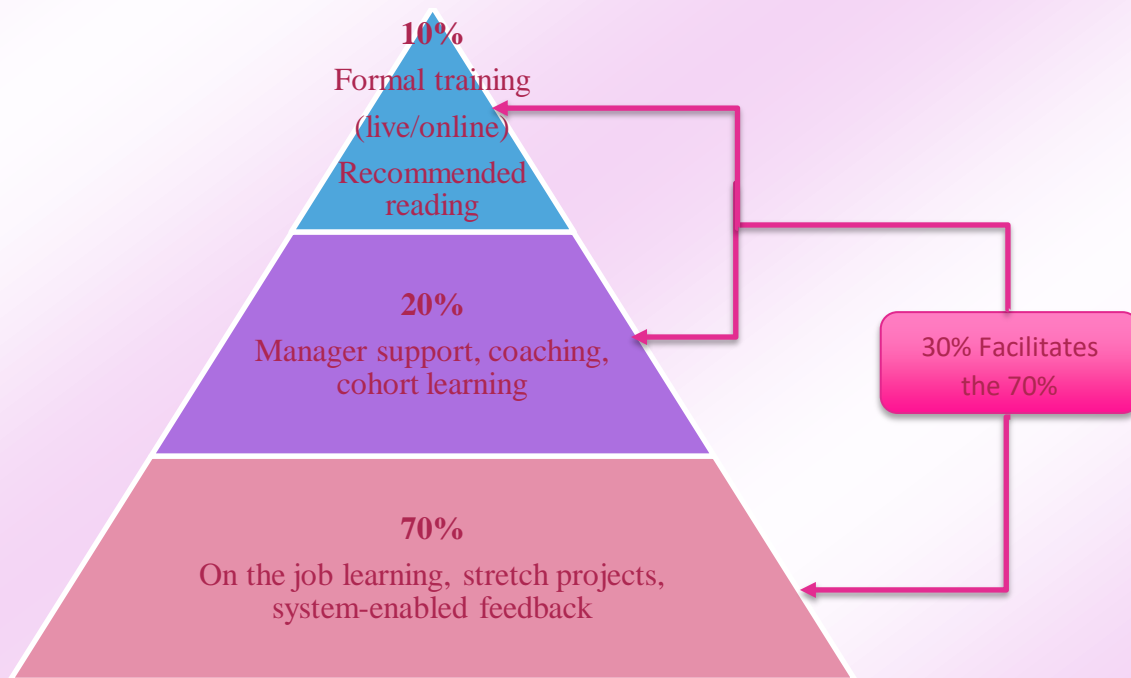 10%
Formal training
(live/online)
Recommended
reading
20%
Manager support, coaching,
cohort learning
30% Facilitates
the 70%
70%
On the job learning, stretch projects,
system-enabled feedback